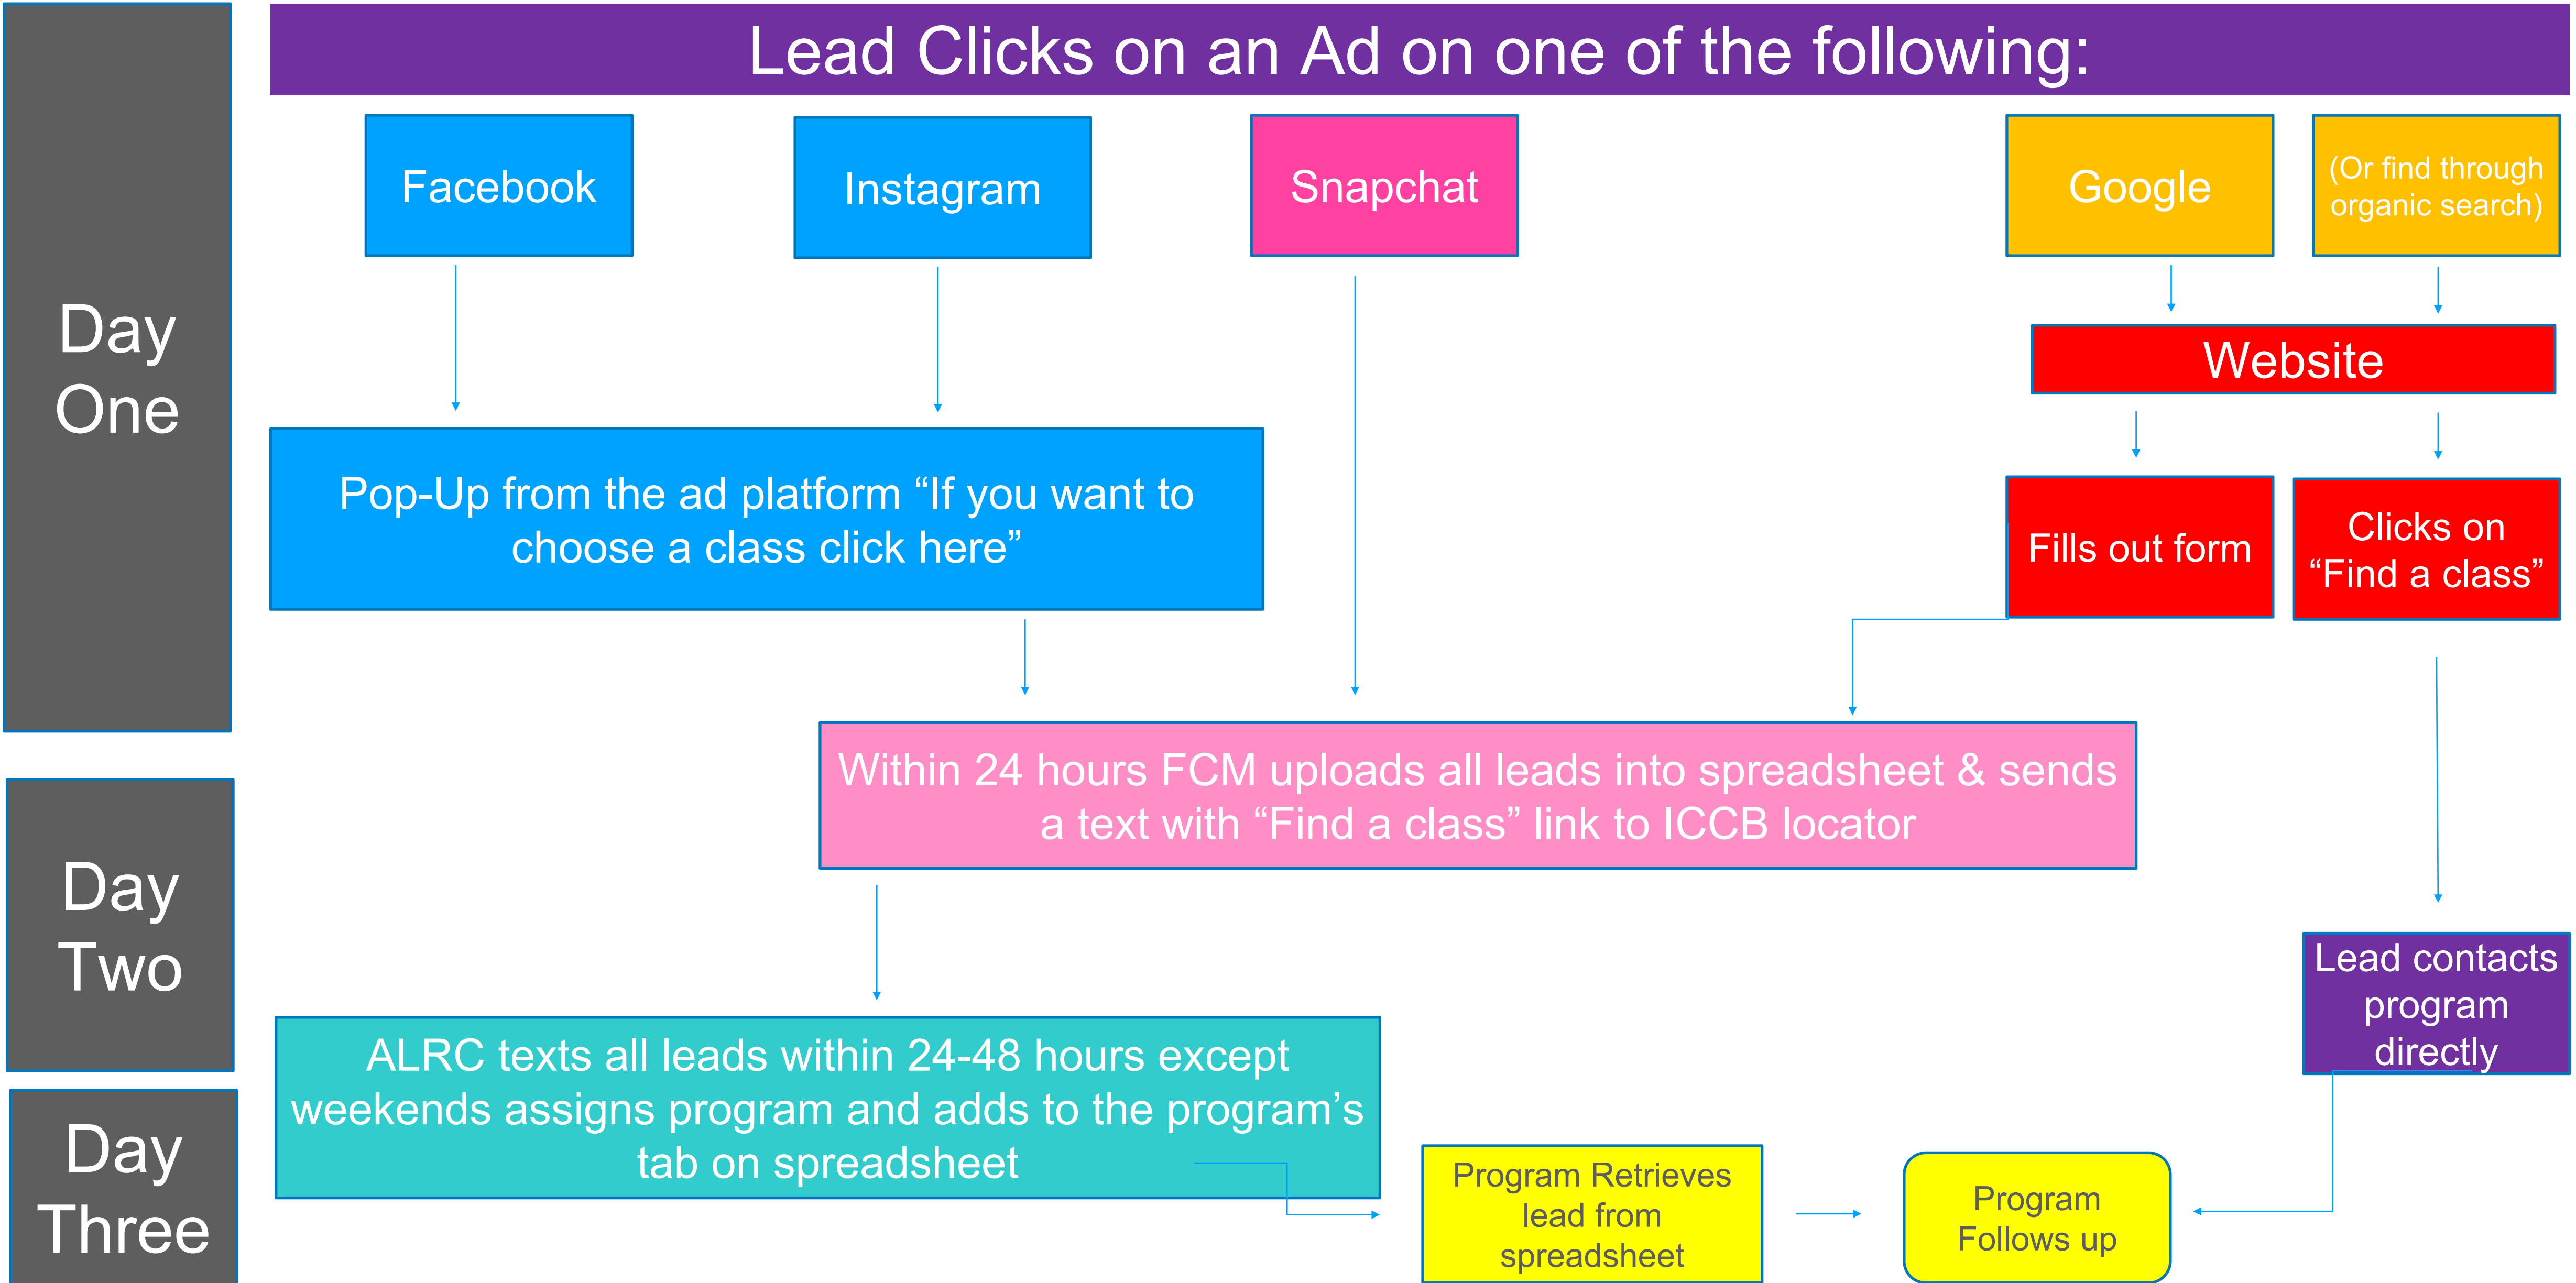 Lead Clicks on an Ad on one of the following:
Day
One
Facebook
Instagram
Snapchat
Google
(Or find through
organic search)
Website
Pop-Up from the ad platform “If you want to
choose a class click here”
Fills out form
Clicks on
“Find a class”
Within 24 hours FCM uploads all leads into spreadsheet & sends
a text with “Find a class” link to ICCB locator
Day
Two
Lead contacts
program
directly
ALRC texts all leads within 24-48 hours except
weekends assigns program and adds to the program’s
tab on spreadsheet
Day
Three
Program Retrieves
lead from
spreadsheet
Program
Follows up